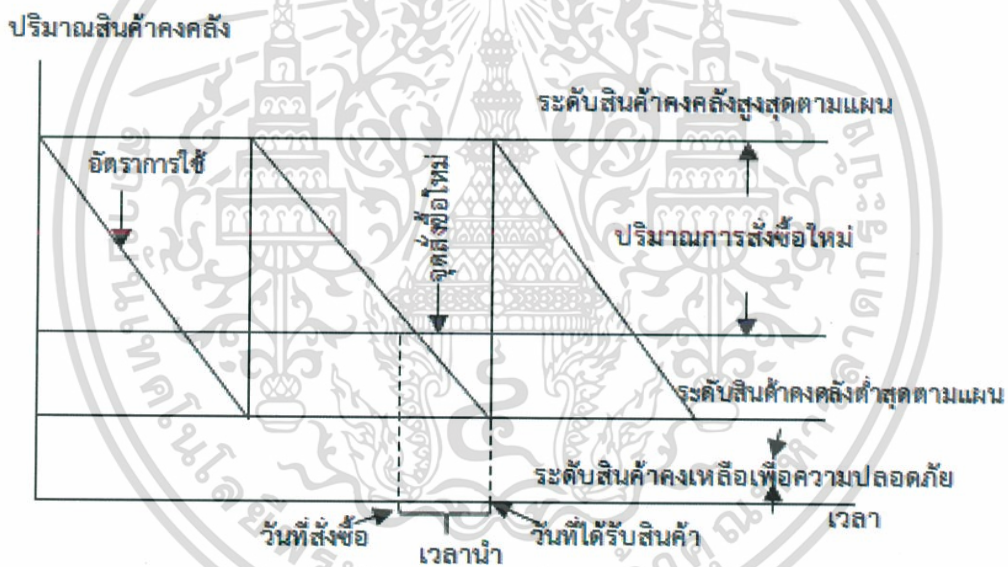 ปริมาณสินค้าคงคลัง
ระดับสินค้าคงคลังสูงสุดตามแผน
อัตราการใช้
จุดสั่งซื้อใหม่
ปริมาณการสั่งซื้อใหม่
ระดับสินค้าคงคลังต่ำสุดตามแผน
ระดับสินค้าคงเหลือเพื่อความปลอดภัย
เวลา
วันที่สั่งซื้อ
วันที่ได้รับสินค้า
เวลานำ